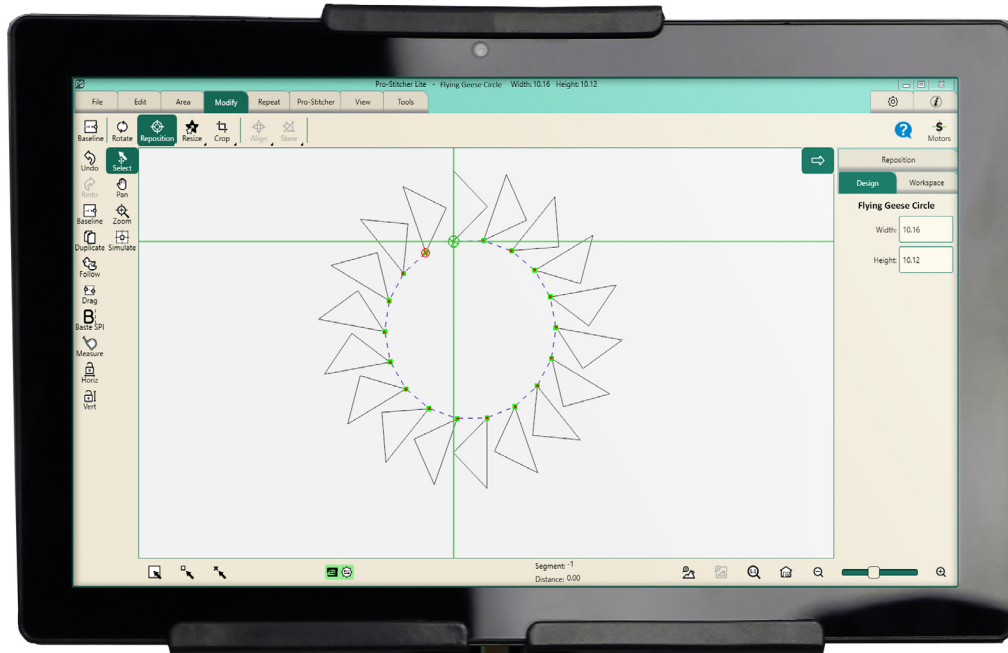 PS
Pro-Stitcher Lite - Flying Geese Circle Width: 10.16 Height: 10.12
File Edit Area Modify Repeat Pro-Stitcher View Tools
Baseline Rotate Reposition Resize Crop Align Skew Motors
Undo Select
Redo Pan
Baseline Zoom
Duplicate Simulate
Follow
Drag
B
Baste SPI
Measure
Horiz
Vert
Reposition
Design Workspace
Flying Geese Circle
Width: 10.16
Height: 10.12
Segment: -1
Distance: 0.00
1:1